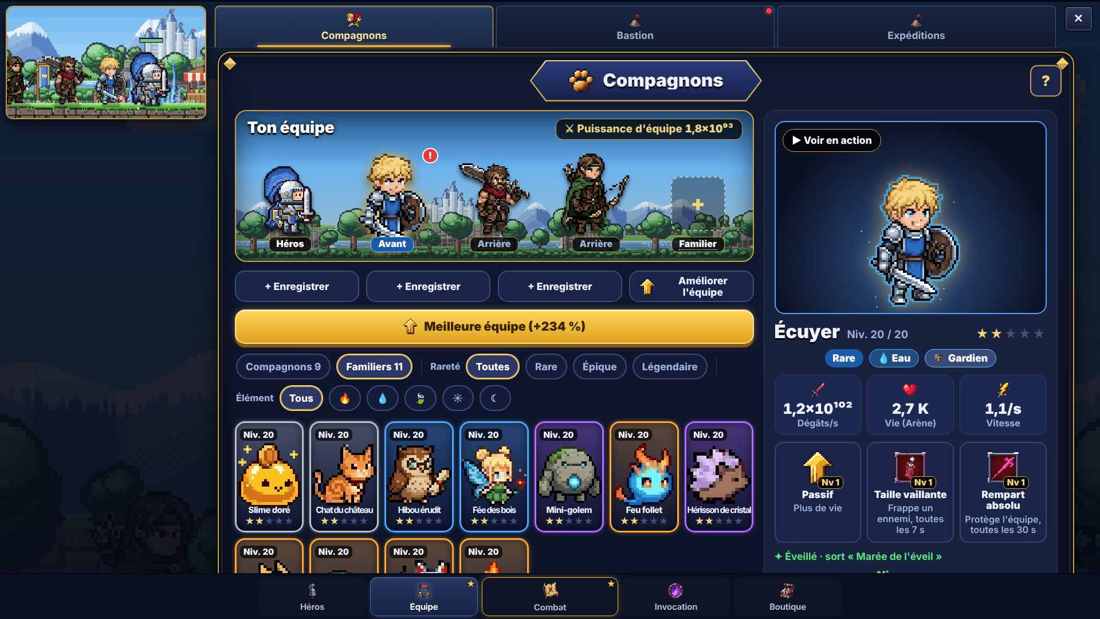 Compagnons
Bastion
Expéditions
×
Compagnons
?
Ton équipe
⚔ Puissance d'équipe 1,8×10⁹³
!
Héros
Avant
Arrière
Arrière
+
Familier
+ Enregistrer
+ Enregistrer
+ Enregistrer
Améliorer
l'équipe
Meilleure équipe (+234 %)
Compagnons 9
Familiers 11
Rareté
Toutes
Rare
Épique
Légendaire
Élément
Tous
Niv. 20
Slime doré
Niv. 20
Chat du château
Niv. 20
Hibou érudit
Niv. 20
Fée des bois
Niv. 20
Mini-golem
Niv. 20
Feu follet
Niv. 20
Hérisson de cristal
Niv. 20
Niv. 20
Niv. 20
Niv. 20
▶ Voir en action
Écuyer Niv. 20 / 20
Rare
Eau
Gardien
1,2×10¹⁰²
Dégâts/s
2,7 K
Vie (Arène)
1,1/s
Vitesse
Nv 1
Passif
Plus de vie
Nv 1
Taille vaillante
Frappe un
ennemi, toutes
les 7 s
Nv 1
Rempart
absolu
Protège l'équipe,
toutes les 30 s
✦ Éveillé · sort « Marée de l'éveil »
Héros
Équipe
Combat
Invocation
Boutique